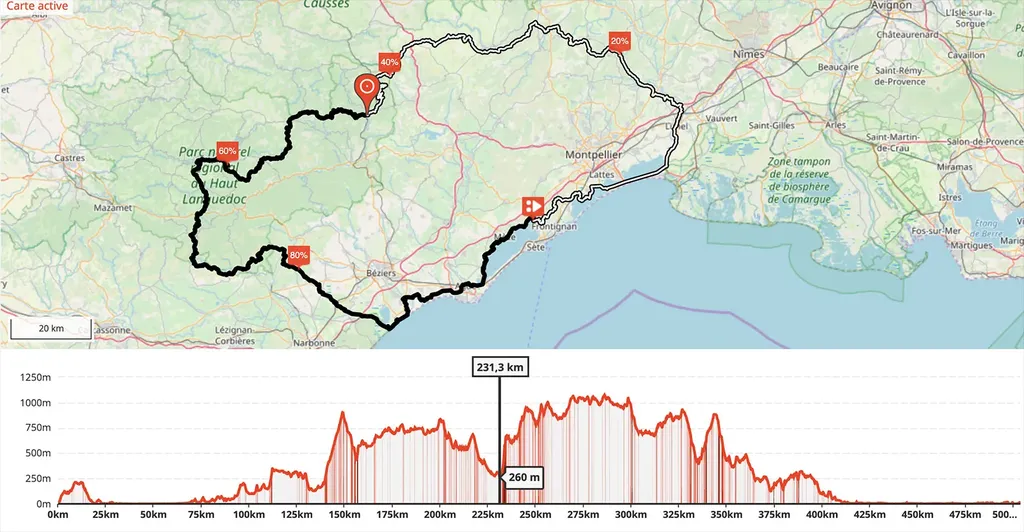 Carte active
Causses
Albi
Avignon
L'Isle-sur-la-
Sorgue
Châteaurenard
Cavaillon
20%
Nîmes
40%
Beaucaire
Saint-Rémy-
de-Provence
Vauvert
Saint-Gilles
Arles
Lunel
Salon-de-Provence
Saint-Martin-
de-Crau
Castres
60%
Parc naturel
région
du Haut
Languedoc
Montpellier
Lattes
Zone tampon
de la réserve
de biosphère
de Camargue
Miramas
Istres
Mazamet
Frontignan
Sète
Étang
de Berre
Fos-sur-Mer
Martigues
Marignane
80%
Béziers
20 km
Carcassonne
Lézignan
Corbières
Narbonne
231,3 km
1250m
1000m
750m
500m
250m
0m
260 m
0km
25km
50km
75km
100km
125km
150km
175km
200km
225km
250km
275km
300km
325km
350km
375km
400km
425km
450km
475km
500...